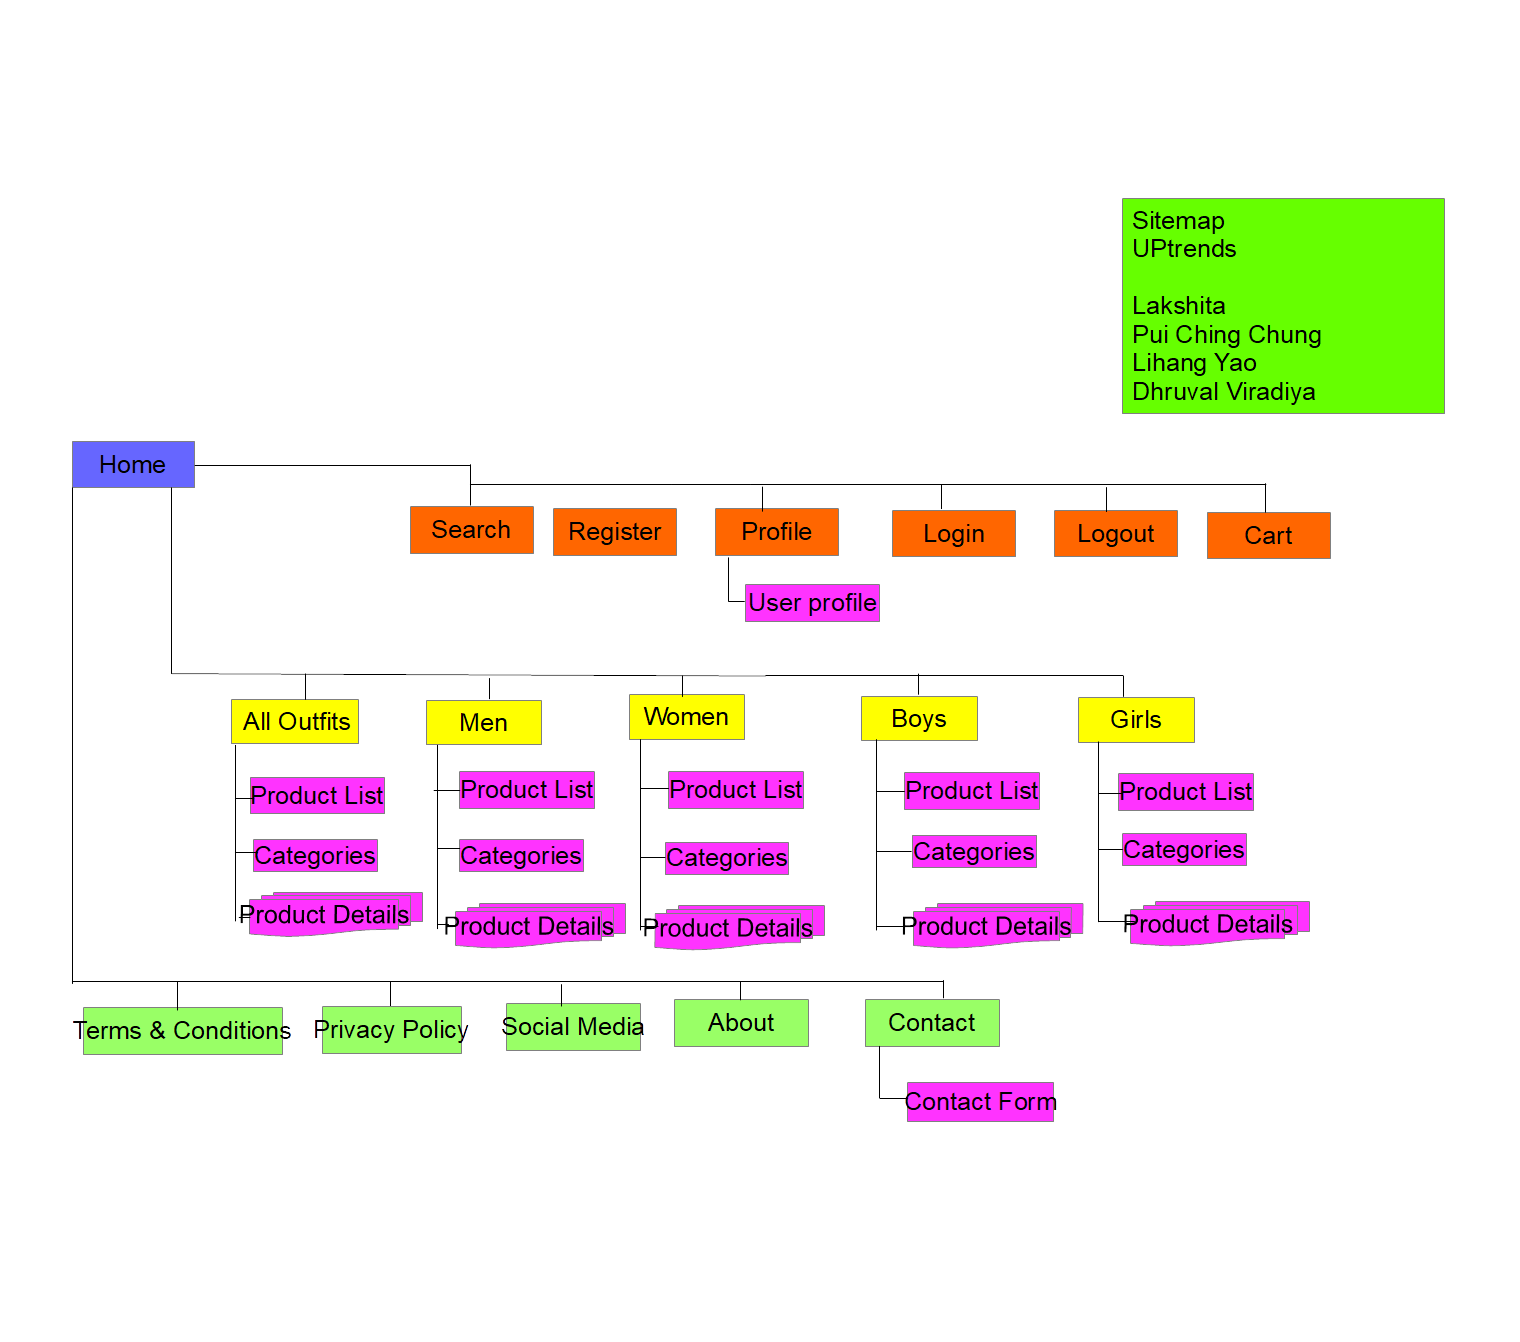 Sitemap
UPtrends
Lakshita
Pui Ching Chung
Lihang Yao
Dhruval Viradiya
Home
Search
Register
Profile
Login
Logout
Cart
User profile
All Outfits
Men
Women
Boys
Girls
Product List
Product List
Product List
Product List
Product List
Categories
Categories
Categories
Categories
Categories
Product Details
Product Details
Product Details
Product Details
Product Details
Terms & Conditions
Privacy Policy
Social Media
About
Contact
Contact Form